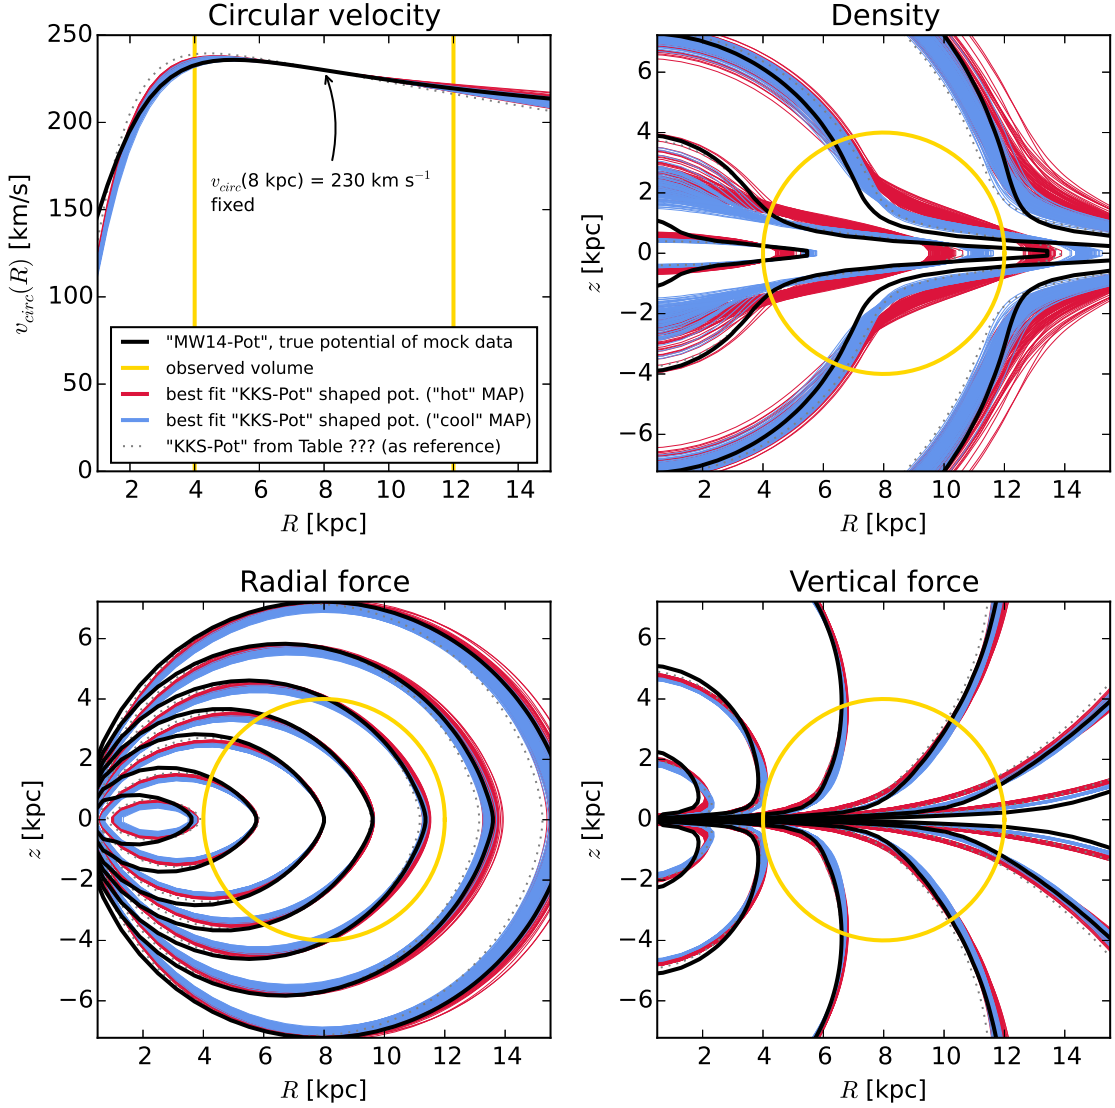 Circular velocity
250
200
150
100
50
0
v_circ(R) [km/s]
v_circ(8 kpc) = 230 km s⁻¹
fixed
"MW14-Pot", true potential of mock data
observed volume
best fit "KKS-Pot" shaped pot. ("hot" MAP)
best fit "KKS-Pot" shaped pot. ("cool" MAP)
"KKS-Pot" from Table ??? (as reference)
2 4 6 8 10 12 14
R [kpc]
Density
6
4
2
0
−2
−4
−6
z [kpc]
2 4 6 8 10 12 14
R [kpc]
Radial force
6
4
2
0
−2
−4
−6
z [kpc]
2 4 6 8 10 12 14
R [kpc]
Vertical force
6
4
2
0
−2
−4
−6
z [kpc]
2 4 6 8 10 12 14
R [kpc]